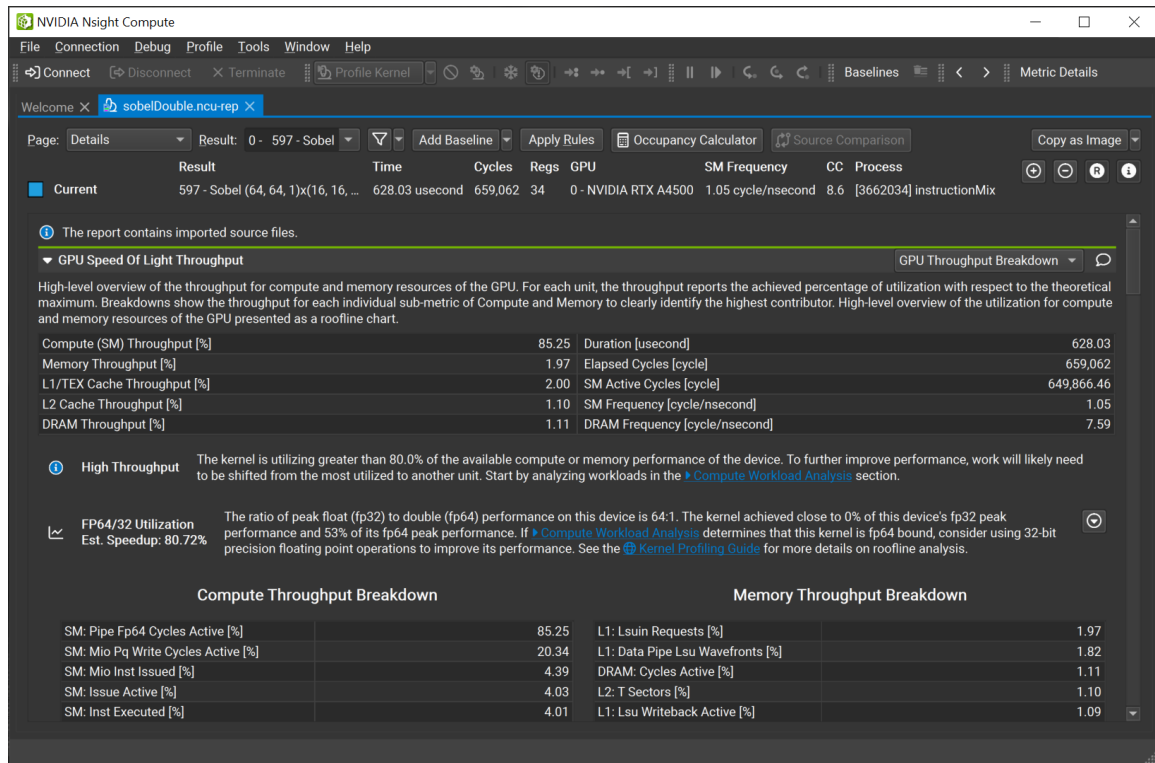 NVIDIA Nsight Compute
File Connection Debug Profile Tools Window Help
Connect Disconnect Terminate Profile Kernel Baselines Metric Details
Welcome sobelDouble.ncu-rep
Page: Details Result: 0 - 597 - Sobel Add Baseline Apply Rules Occupancy Calculator Source Comparison Copy as Image
Result Time Cycles Regs GPU SM Frequency CC Process
Current 597 - Sobel (64, 64, 1)x(16, 16, ... 628.03 usecond 659,062 34 0 - NVIDIA RTX A4500 1.05 cycle/nsecond 8.6 [3662034] instructionMix
R
The report contains imported source files.
GPU Speed Of Light Throughput GPU Throughput Breakdown
High-level overview of the throughput for compute and memory resources of the GPU. For each unit, the throughput reports the achieved percentage of utilization with respect to the theoretical
maximum. Breakdowns show the throughput for each individual sub-metric of Compute and Memory to clearly identify the highest contributor. High-level overview of the utilization for compute
and memory resources of the GPU presented as a roofline chart.
Compute (SM) Throughput [%] 85.25 Duration [usecond] 628.03
Memory Throughput [%] 1.97 Elapsed Cycles [cycle] 659,062
L1/TEX Cache Throughput [%] 2.00 SM Active Cycles [cycle] 649,866.46
L2 Cache Throughput [%] 1.10 SM Frequency [cycle/nsecond] 1.05
DRAM Throughput [%] 1.11 DRAM Frequency [cycle/nsecond] 7.59
High Throughput The kernel is utilizing greater than 80.0% of the available compute or memory performance of the device. To further improve performance, work will likely need
to be shifted from the most utilized to another unit. Start by analyzing workloads in the Compute Workload Analysis section.
FP64/32 Utilization
Est. Speedup: 80.72%
The ratio of peak float (fp32) to double (fp64) performance on this device is 64:1. The kernel achieved close to 0% of this device's fp32 peak
performance and 53% of its fp64 peak performance. If Compute Workload Analysis determines that this kernel is fp64 bound, consider using 32-bit
precision floating point operations to improve its performance. See the Kernel Profiling Guide for more details on roofline analysis.
Compute Throughput Breakdown Memory Throughput Breakdown
SM: Pipe Fp64 Cycles Active [%] 85.25 L1: Lsuin Requests [%] 1.97
SM: Mio Pq Write Cycles Active [%] 20.34 L1: Data Pipe Lsu Wavefronts [%] 1.82
SM: Mio Inst Issued [%] 4.39 DRAM: Cycles Active [%] 1.11
SM: Issue Active [%] 4.03 L2: T Sectors [%] 1.10
SM: Inst Executed [%] 4.01 L1: Lsu Writeback Active [%] 1.09